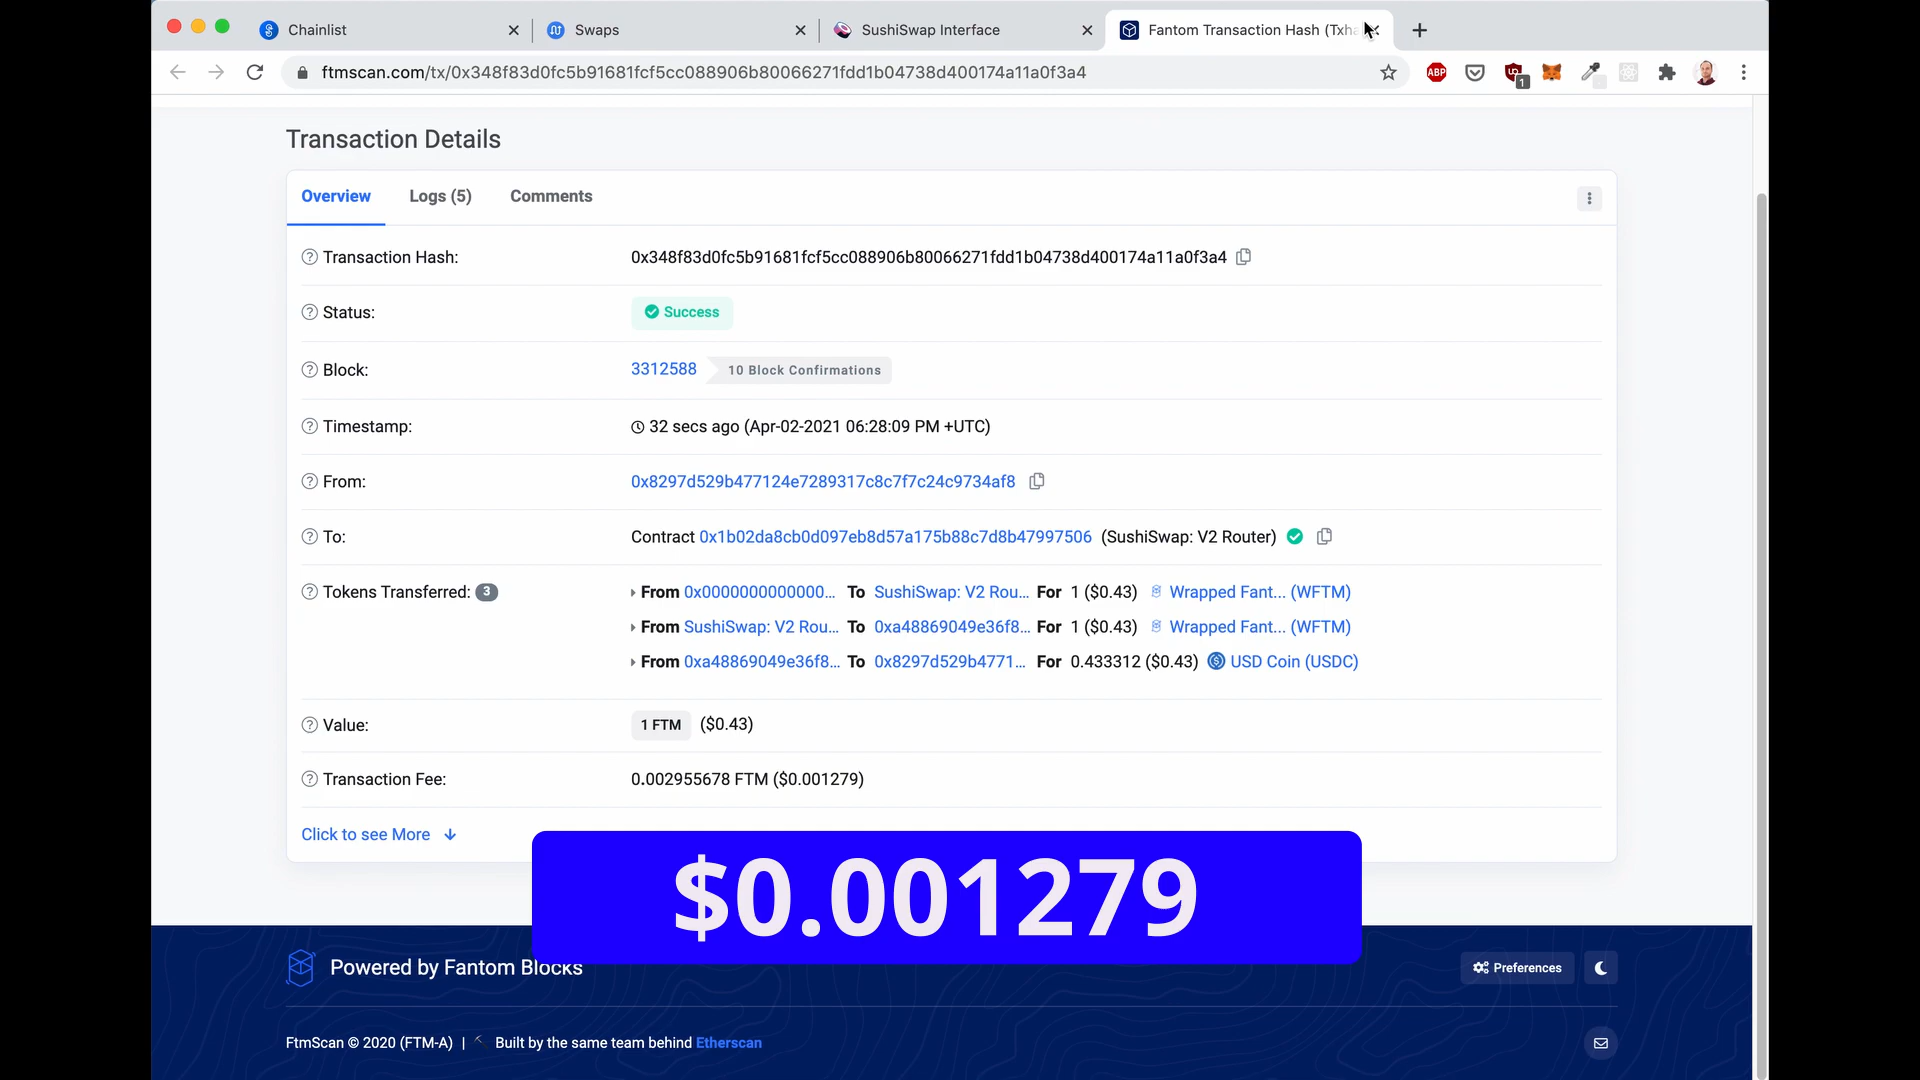 Chainlist
Swaps
SushiSwap Interface
Fantom Transaction Hash (Txha
ftmscan.com/tx/0x348f83d0fc5b91681fcf5cc088906b80066271fdd1b04738d400174a11a0f3a4
ABP
1
Transaction Details
Overview
Logs (5)
Comments
Transaction Hash:
0x348f83d0fc5b91681fcf5cc088906b80066271fdd1b04738d400174a11a0f3a4
Status:
Success
Block:
3312588
10 Block Confirmations
Timestamp:
32 secs ago (Apr-02-2021 06:28:09 PM +UTC)
From:
0x8297d529b477124e7289317c8c7f7c24c9734af8
To:
Contract 0x1b02da8cb0d097eb8d57a175b88c7d8b47997506 (SushiSwap: V2 Router)
Tokens Transferred: 3
From 0x0000000000000... To SushiSwap: V2 Rou... For 1 ($0.43) Wrapped Fant... (WFTM)
From SushiSwap: V2 Rou... To 0xa48869049e36f8... For 1 ($0.43) Wrapped Fant... (WFTM)
From 0xa48869049e36f8... To 0x8297d529b4771... For 0.433312 ($0.43) USD Coin (USDC)
Value:
1 FTM ($0.43)
Transaction Fee:
0.002955678 FTM ($0.001279)
Click to see More
$0.001279
Powered by Fantom Blocks
Preferences
FtmScan © 2020 (FTM-A) | Built by the same team behind Etherscan